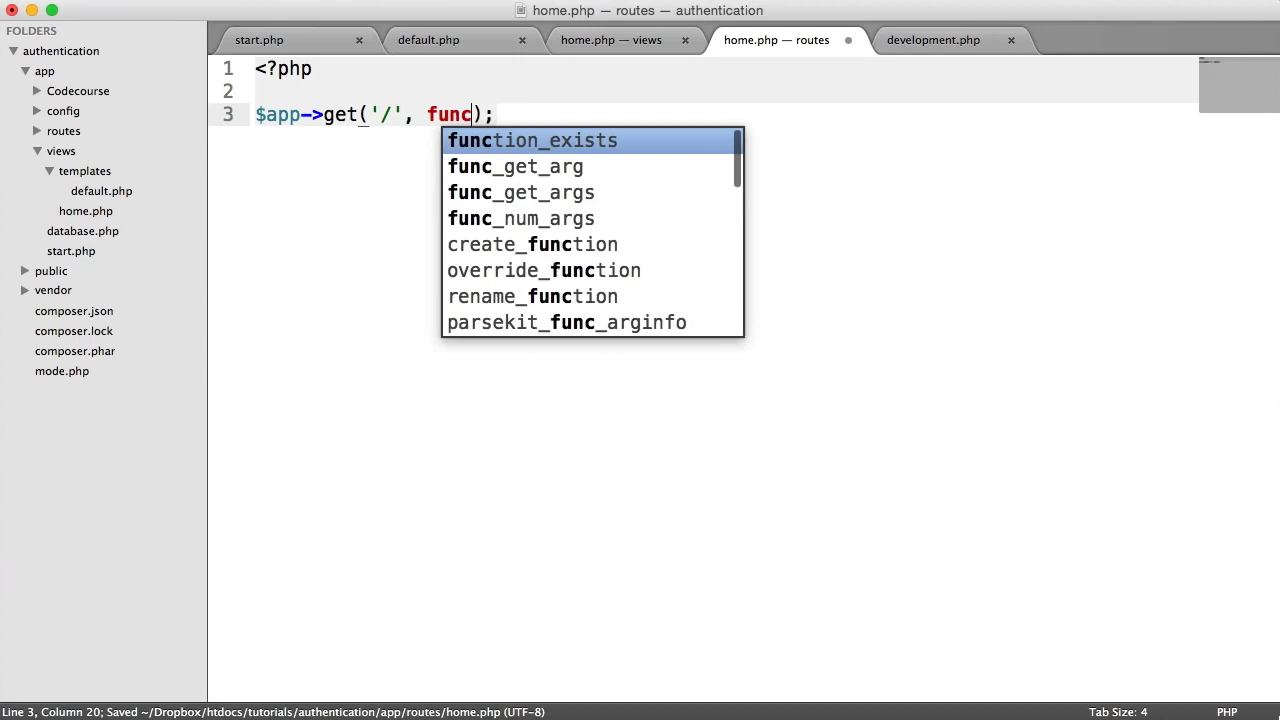 home.php — routes — authentication
FOLDERS
authentication
app
Codecourse
config
routes
views
templates
default.php
home.php
database.php
start.php
public
vendor
composer.json
composer.lock
composer.phar
mode.php
start.php
default.php
home.php — views
home.php — routes
development.php
1 <?php
2
3 $app->get('/', func);
function_exists
func_get_arg
func_get_args
func_num_args
create_function
override_function
rename_function
parsekit_func_arginfo
Line 3, Column 20; Saved ~/Dropbox/htdocs/tutorials/authentication/app/routes/home.php (UTF-8)
Tab Size: 4
PHP